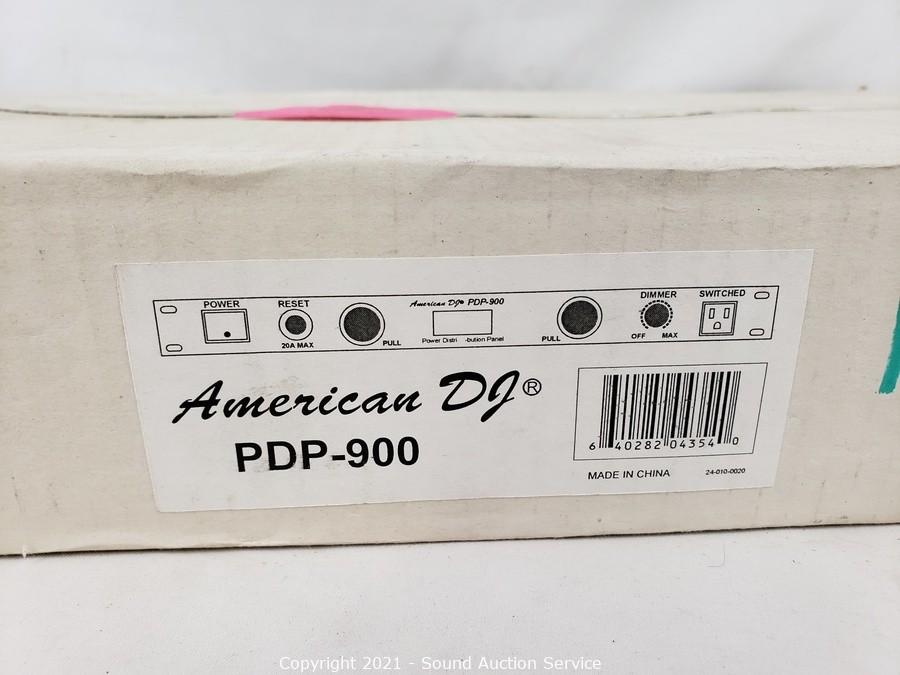 POWER RESET American DJ® PDP-900 DIMMER SWITCHED
20A MAX PULL Power Distri -bution Panel PULL OFF MAX
American DJ®
PDP-900
6 40282 04354 0
MADE IN CHINA 24-010-0020
Copyright 2021 - Sound Auction Service